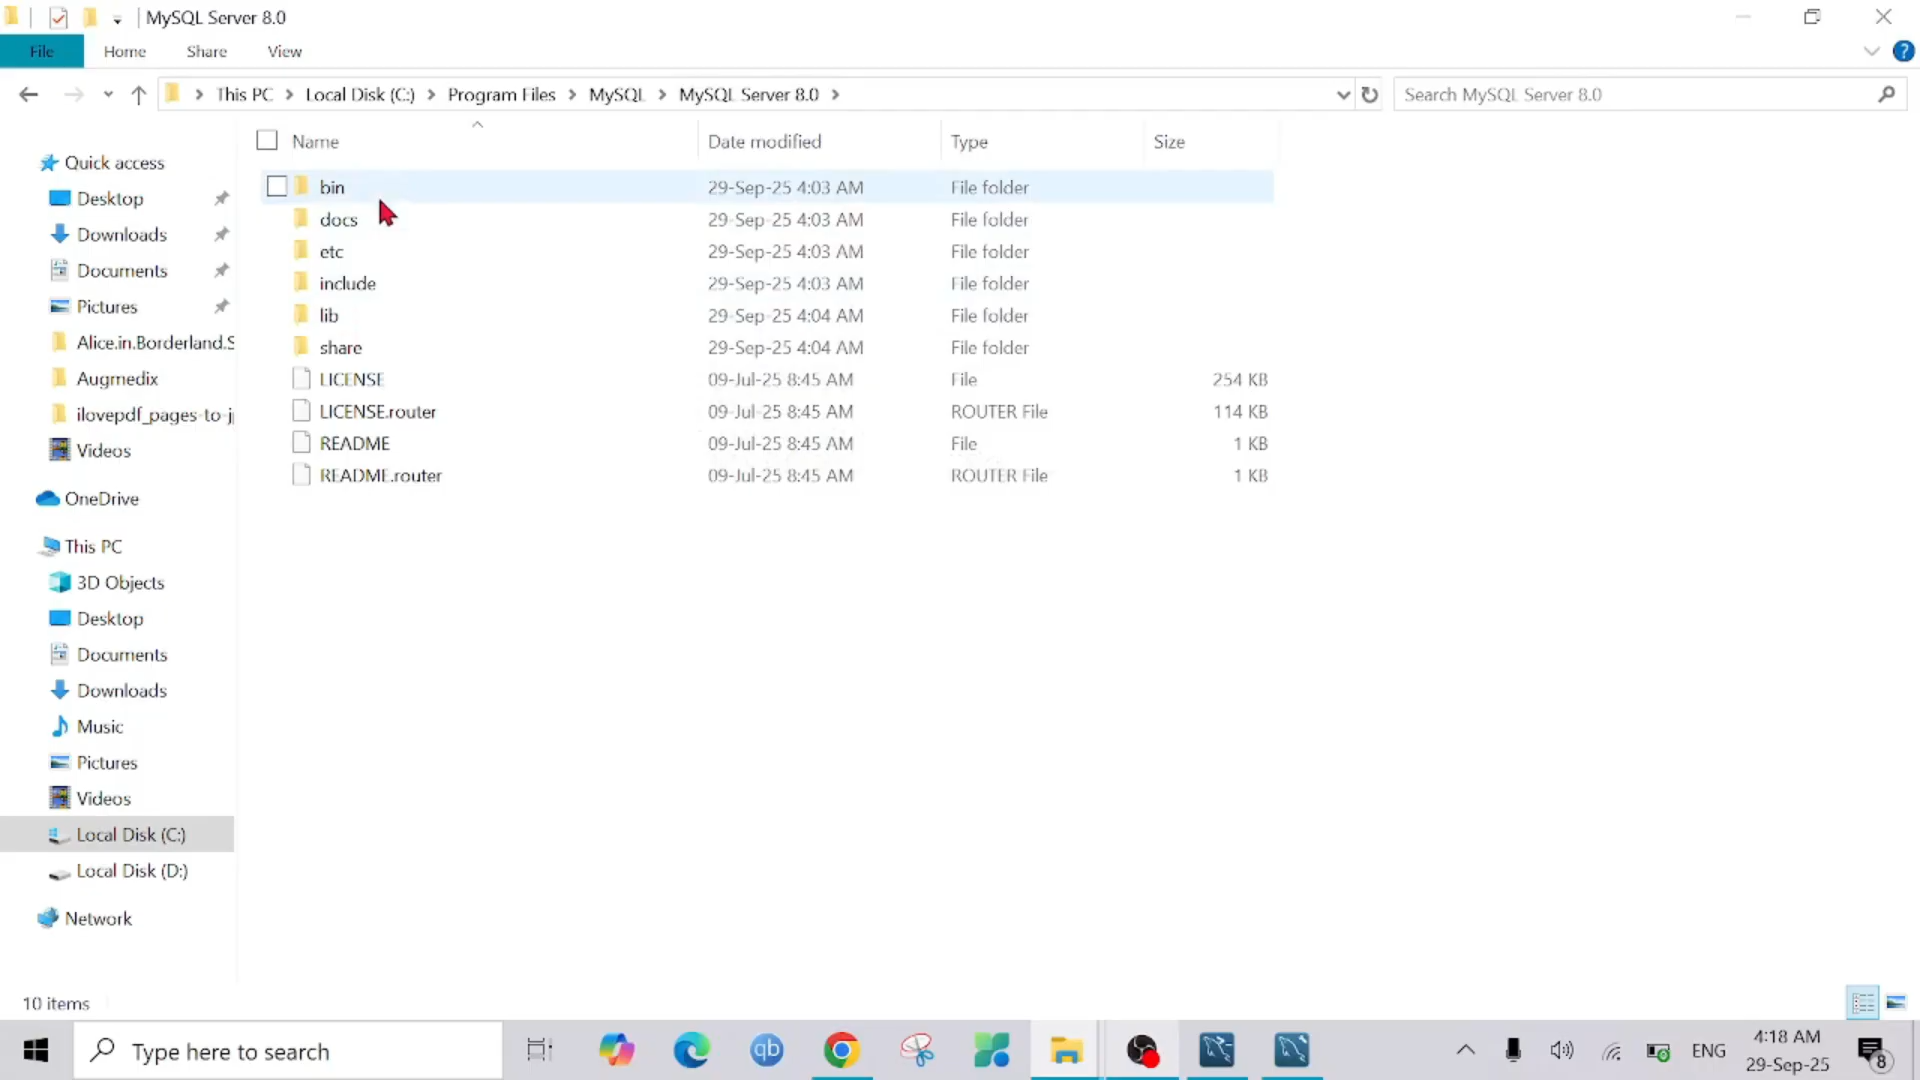 MySQL Server 8.0
File Home Share View
This PC Local Disk (C:) Program Files MySQL MySQL Server 8.0
Search MySQL Server 8.0
Name Date modified Type Size
bin 29-Sep-25 4:03 AM File folder
docs 29-Sep-25 4:03 AM File folder
etc 29-Sep-25 4:03 AM File folder
include 29-Sep-25 4:03 AM File folder
lib 29-Sep-25 4:04 AM File folder
share 29-Sep-25 4:04 AM File folder
LICENSE 09-Jul-25 8:45 AM File 254 KB
LICENSE.router 09-Jul-25 8:45 AM ROUTER File 114 KB
README 09-Jul-25 8:45 AM File 1 KB
README.router 09-Jul-25 8:45 AM ROUTER File 1 KB
Quick access
Desktop
Downloads
Documents
Pictures
Alice.in.Borderland.S
Augmedix
ilovepdf_pages-to-j
Videos
OneDrive
This PC
3D Objects
Desktop
Documents
Downloads
Music
Pictures
Videos
Local Disk (C:)
Local Disk (D:)
Network
10 items
Type here to search
qb
ENG
4:18 AM
29-Sep-25
8